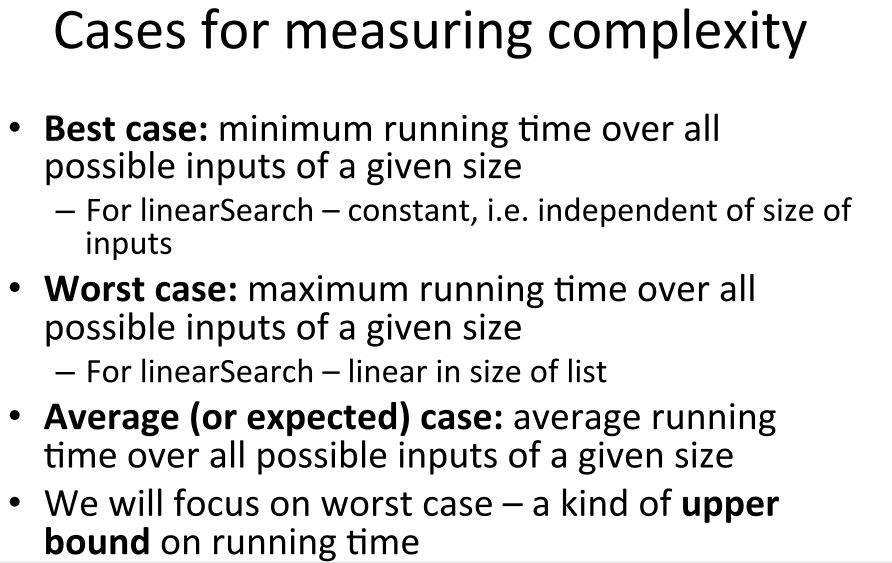 Cases for measuring complexity
• Best case: minimum running time over all
possible inputs of a given size
– For linearSearch – constant, i.e. independent of size of
inputs
• Worst case: maximum running time over all
possible inputs of a given size
– For linearSearch – linear in size of list
• Average (or expected) case: average running
time over all possible inputs of a given size
• We will focus on worst case – a kind of upper
bound on running time